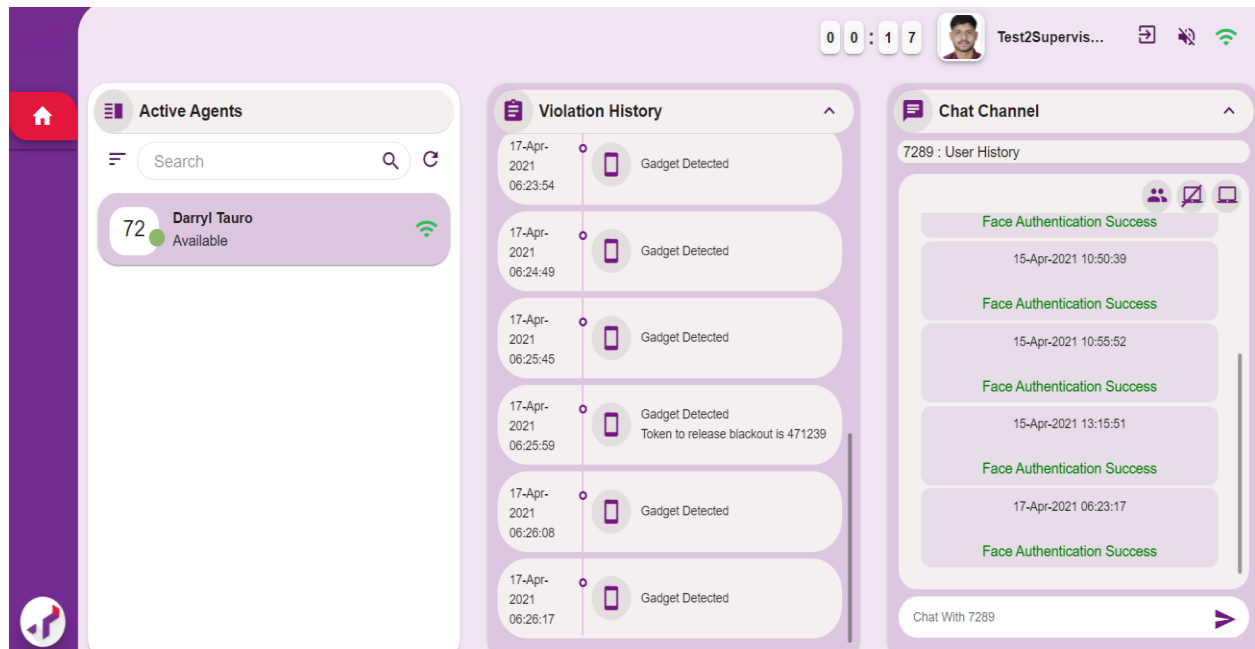 00:17
Test2Supervis...
Active Agents
Search
72
Darryl Tauro
Available
Violation History
17-Apr-
2021
06:23:54
Gadget Detected
17-Apr-
2021
06:24:49
Gadget Detected
17-Apr-
2021
06:25:45
Gadget Detected
17-Apr-
2021
06:25:59
Gadget Detected
Token to release blackout is 471239
17-Apr-
2021
06:26:08
Gadget Detected
17-Apr-
2021
06:26:17
Gadget Detected
Chat Channel
7289 : User History
Face Authentication Success
15-Apr-2021 10:50:39
Face Authentication Success
15-Apr-2021 10:55:52
Face Authentication Success
15-Apr-2021 13:15:51
Face Authentication Success
17-Apr-2021 06:23:17
Face Authentication Success
Chat With 7289